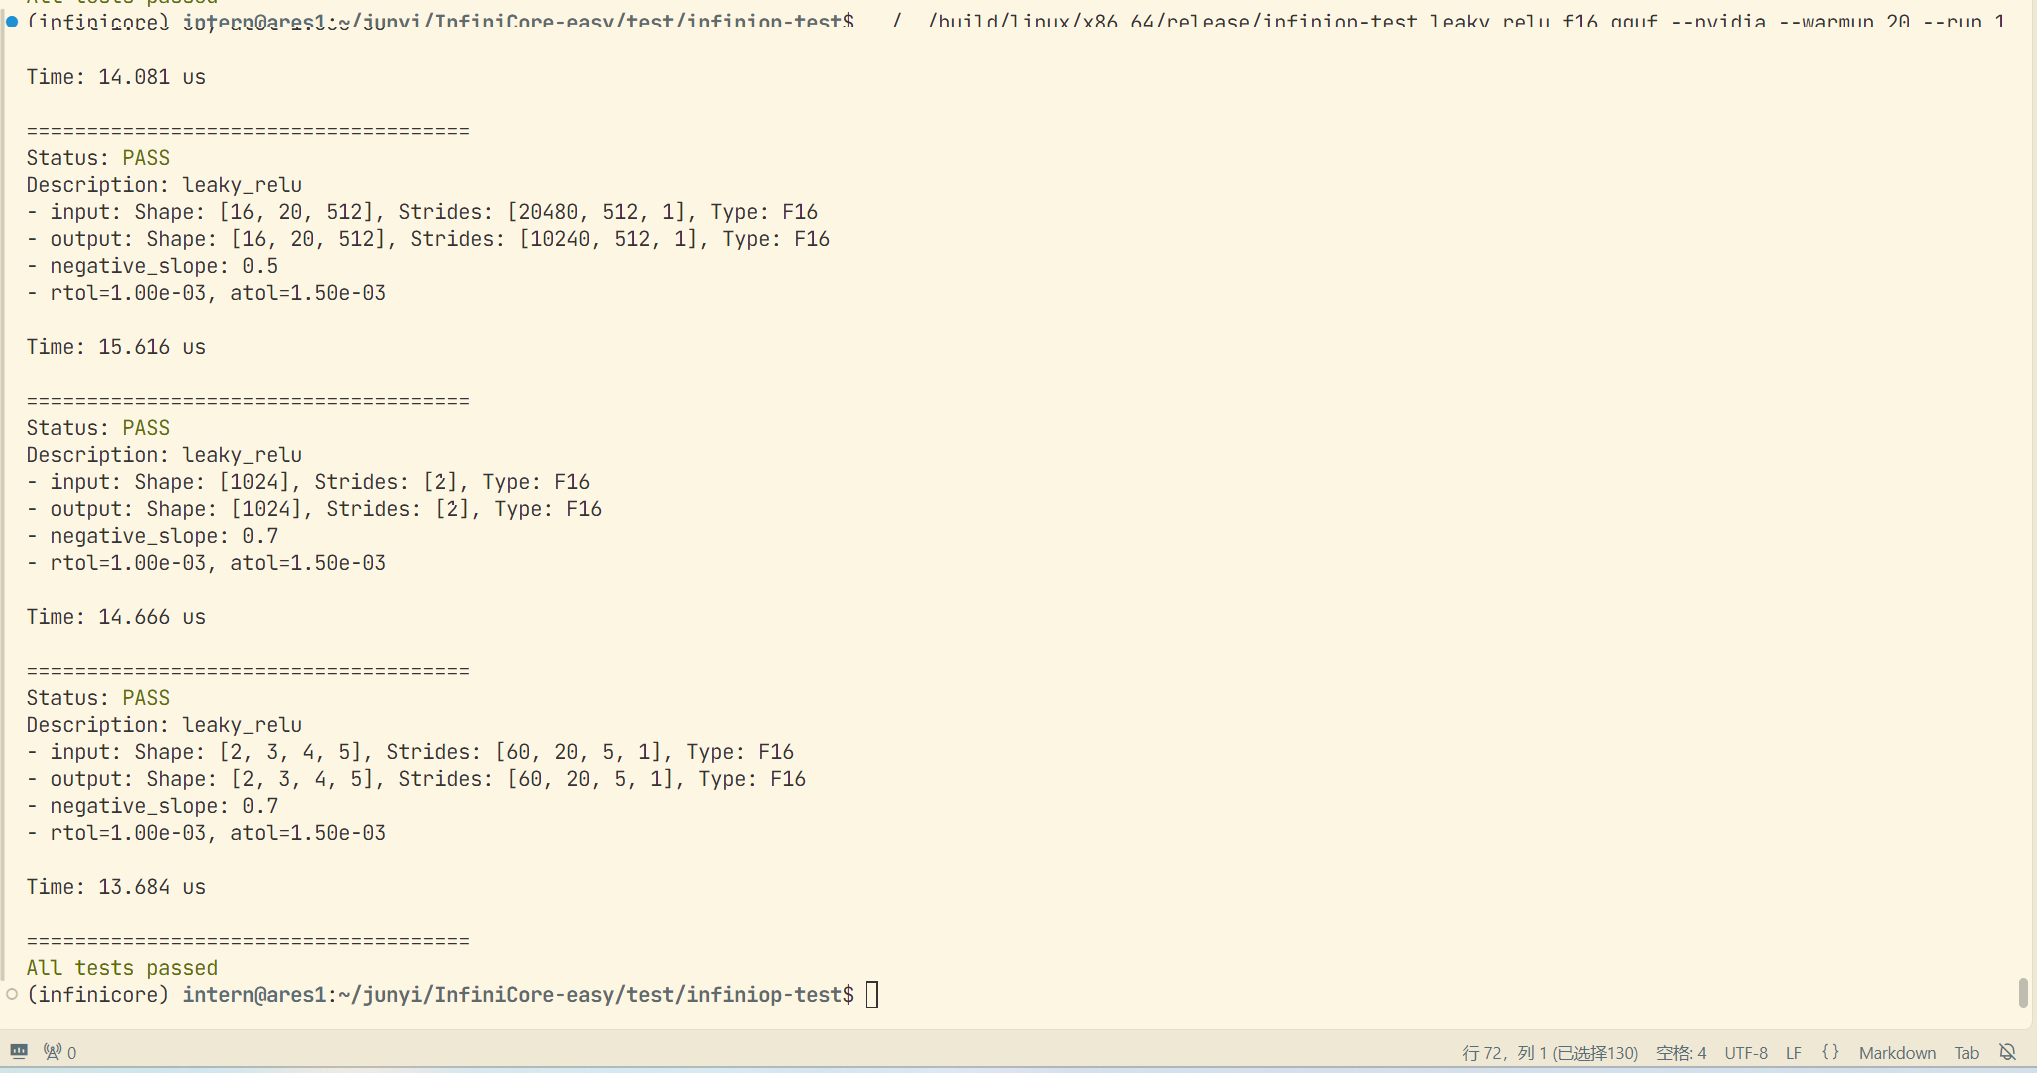 (infinicore) intern@ares1:~/junyi/InfiniCore-easy/test/infiniop-test$ / /build/linux/x86_64/release/infiniop-test leaky_relu_f16.gguf --nvidia --warmup 20 --run 1
Time: 14.081 us
=====================================
Status: PASS
Description: leaky_relu
- input: Shape: [16, 20, 512], Strides: [20480, 512, 1], Type: F16
- output: Shape: [16, 20, 512], Strides: [10240, 512, 1], Type: F16
- negative_slope: 0.5
- rtol=1.00e-03, atol=1.50e-03
Time: 15.616 us
=====================================
Status: PASS
Description: leaky_relu
- input: Shape: [1024], Strides: [2], Type: F16
- output: Shape: [1024], Strides: [2], Type: F16
- negative_slope: 0.7
- rtol=1.00e-03, atol=1.50e-03
Time: 14.666 us
=====================================
Status: PASS
Description: leaky_relu
- input: Shape: [2, 3, 4, 5], Strides: [60, 20, 5, 1], Type: F16
- output: Shape: [2, 3, 4, 5], Strides: [60, 20, 5, 1], Type: F16
- negative_slope: 0.7
- rtol=1.00e-03, atol=1.50e-03
Time: 13.684 us
=====================================
All tests passed
(infinicore) intern@ares1:~/junyi/InfiniCore-easy/test/infiniop-test$
0 行 72，列 1 (已选择130) 空格: 4 UTF-8 LF {} Markdown Tab